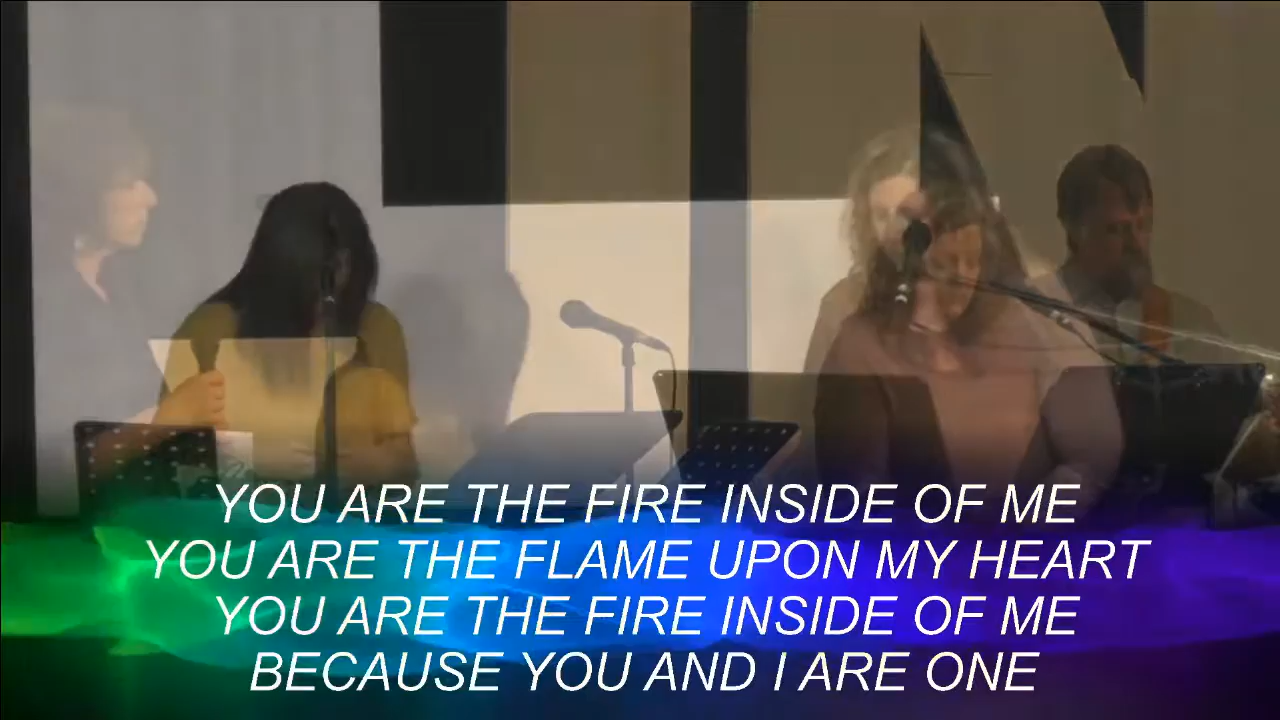 YOU ARE THE FIRE INSIDE OF ME
YOU ARE THE FLAME UPON MY HEART
YOU ARE THE FIRE INSIDE OF ME
BECAUSE YOU AND I ARE ONE